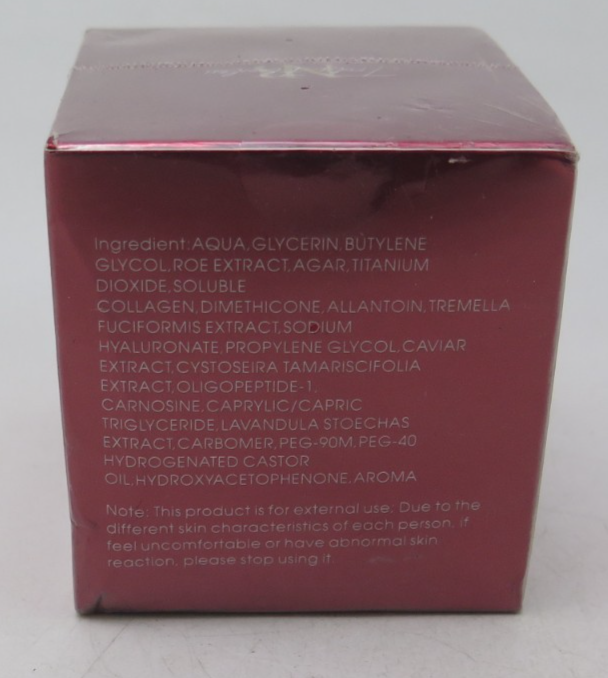 Ingredient:AQUA,GLYCERIN,BUTYLENE
GLYCOL,ROE EXTRACT,AGAR,TITANIUM
DIOXIDE,SOLUBLE
COLLAGEN,DIMETHICONE,ALLANTOIN,TREMELLA
FUCIFORMIS EXTRACT,SODIUM
HYALURONATE,PROPYLENE GLYCOL,CAVIAR
EXTRACT,CYSTOSEIRA TAMARISCIFOLIA
EXTRACT,OLIGOPEPTIDE-1,
CARNOSINE,CAPRYLIC/CAPRIC
TRIGLYCERIDE,LAVANDULA STOECHAS
EXTRACT,CARBOMER,PEG-90M,PEG-40
HYDROGENATED CASTOR
OIL,HYDROXYACETOPHENONE,AROMA
Note: This product is for external use. Due to the
different skin characteristics of each person, if
feel uncomfortable or have abnormal skin
reaction, please stop using it.